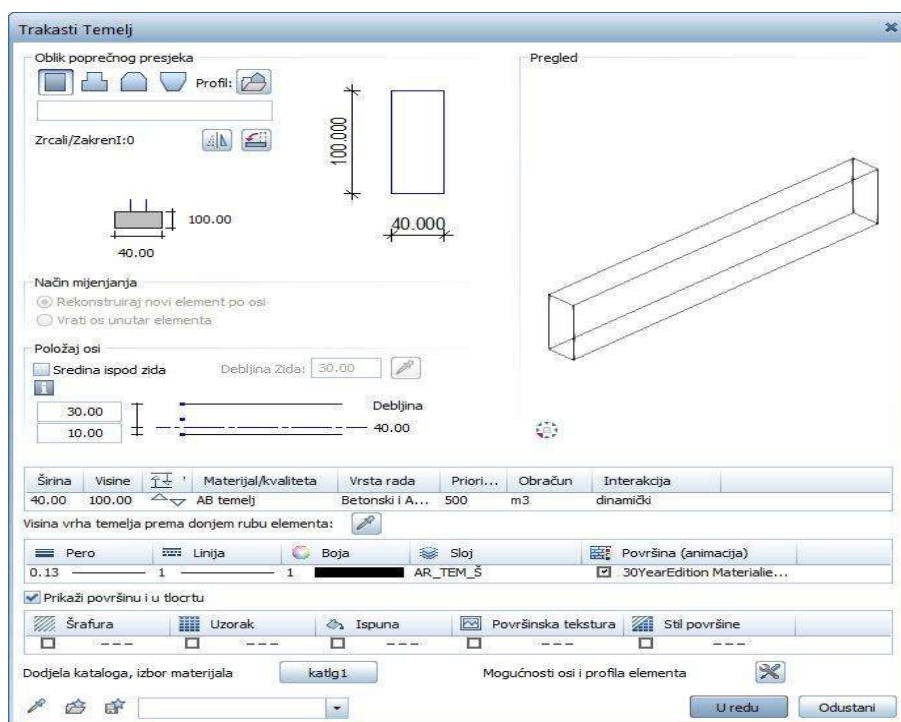 Trakasti Temelj
Oblik poprečnog presjeka
Profil:
Zrcali/ZakrenI:0
100.000
40.000
100.00
40.00
Pregled
Način mijenjanja
Rekonstruiraj novi element po osi
Vrati os unutar elementa
Položaj osi
Sredina ispod zida Debljina Zida: 30.00
30.00 Debljina
10.00 40.00
Širina Visine Materijal/kvaliteta Vrsta rada Priori... Obračun Interakcija
40.00 100.00 AB temelj Betonski i A... 500 m3 dinamički
Visina vrha temelja prema donjem rubu elementa:
Pero Linija Boja Sloj Površina (animacija)
0.13 1 1 AR_TEM_Š 30YearEdition Materialie...
Prikaži površinu i u tlocrtu
Šrafura Uzorak Ispuna Površinska tekstura Stil površine
--- --- --- --- ---
Dodjela kataloga, izbor materijala katlg1 Mogućnosti osi i profila elementa
U redu Odustani